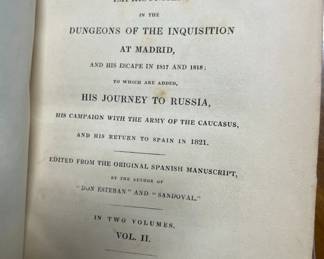 IN THE
DUNGEONS OF THE INQUISITION
AT MADRID,
AND HIS ESCAPE IN 1817 AND 1818;
TO WHICH ARE ADDED,
HIS JOURNEY TO RUSSIA,
HIS CAMPAIGN WITH THE ARMY OF THE CAUCASUS,
AND HIS RETURN TO SPAIN IN 1821.
EDITED FROM THE ORIGINAL SPANISH MANUSCRIPT,
BY THE AUTHOR OF
"DON ESTEBAN" AND "SANDOVAL."
IN TWO VOLUMES.
VOL. II.